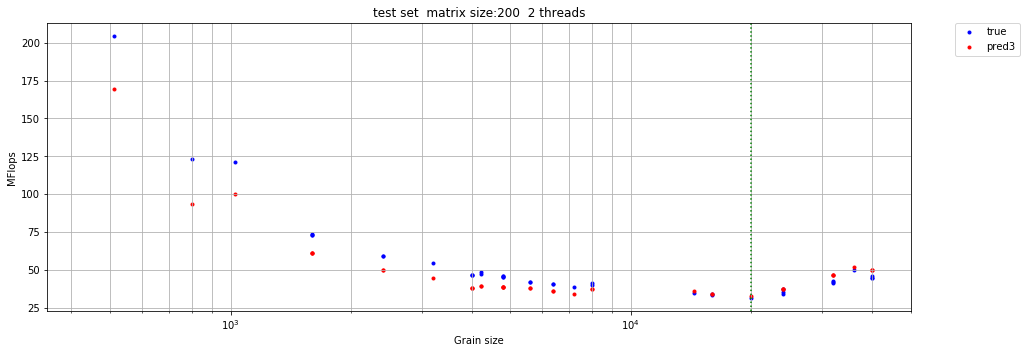 test set  matrix size:200  2 threads
true
pred3
MFlops
200
175
150
125
100
75
50
25
10³
10⁴
Grain size